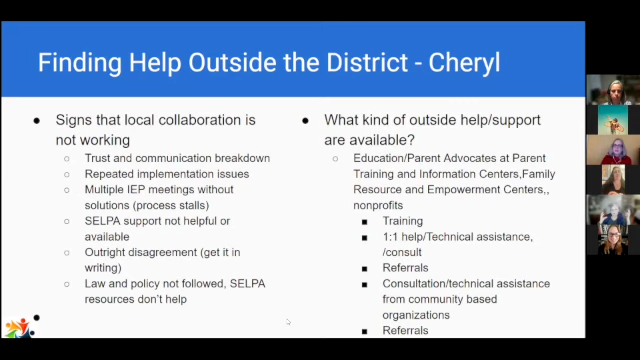 Finding Help Outside the District - Cheryl
● Signs that local collaboration is
not working
○ Trust and communication breakdown
○ Repeated implementation issues
○ Multiple IEP meetings without
solutions (process stalls)
○ SELPA support not helpful or
available
○ Outright disagreement (get it in
writing)
○ Law and policy not followed, SELPA
resources don't help
●
● What kind of outside help/support
are available?
○ Education/Parent Advocates at Parent
Training and Information Centers,Family
Resource and Empowerment Centers,,
nonprofits
■ Training
■ 1:1 help/Technical assistance,
/consult
■ Referrals
■ Consultation/technical assistance
from community based
organizations
■ Referrals